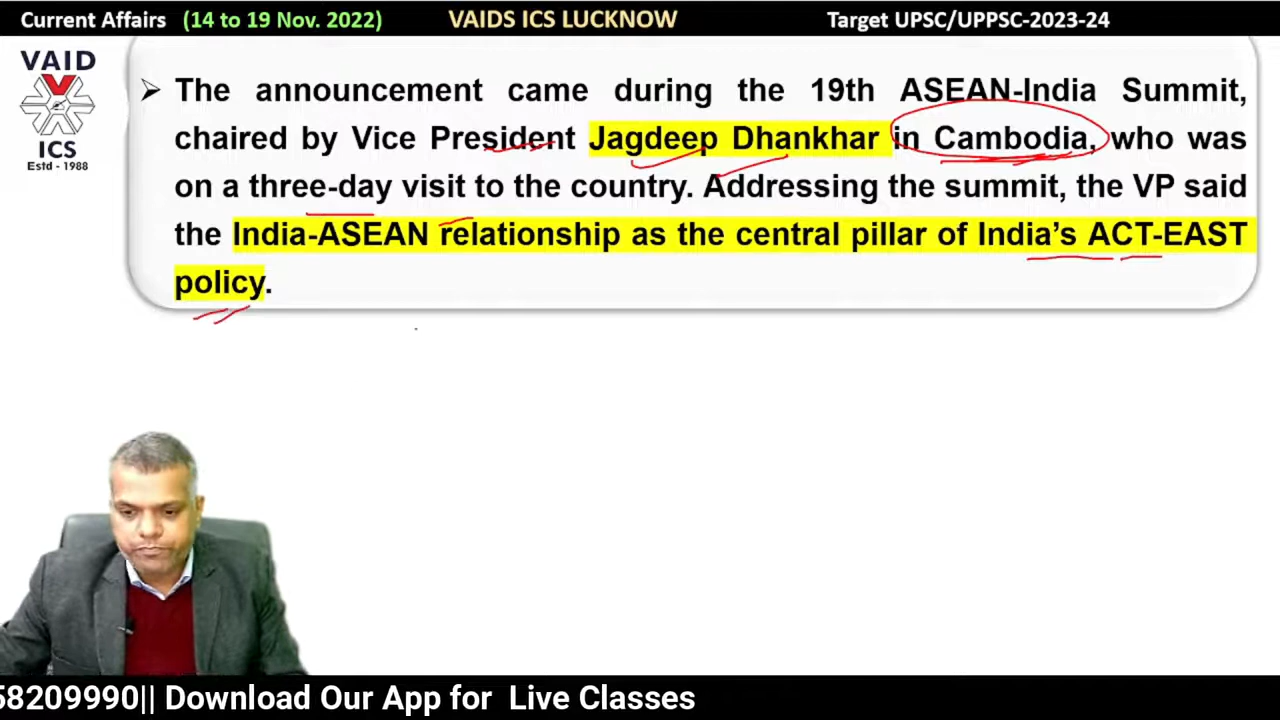 Current Affairs (14 to 19 Nov. 2022) VAIDS ICS LUCKNOW Target UPSC/UPPSC-2023-24
VAID
ICS
Estd - 1988
➢ The announcement came during the 19th ASEAN-India Summit,
chaired by Vice President Jagdeep Dhankhar in Cambodia, who was
on a three-day visit to the country. Addressing the summit, the VP said
the India-ASEAN relationship as the central pillar of India’s ACT-EAST
policy.
58209990|| Download Our App for Live Classes